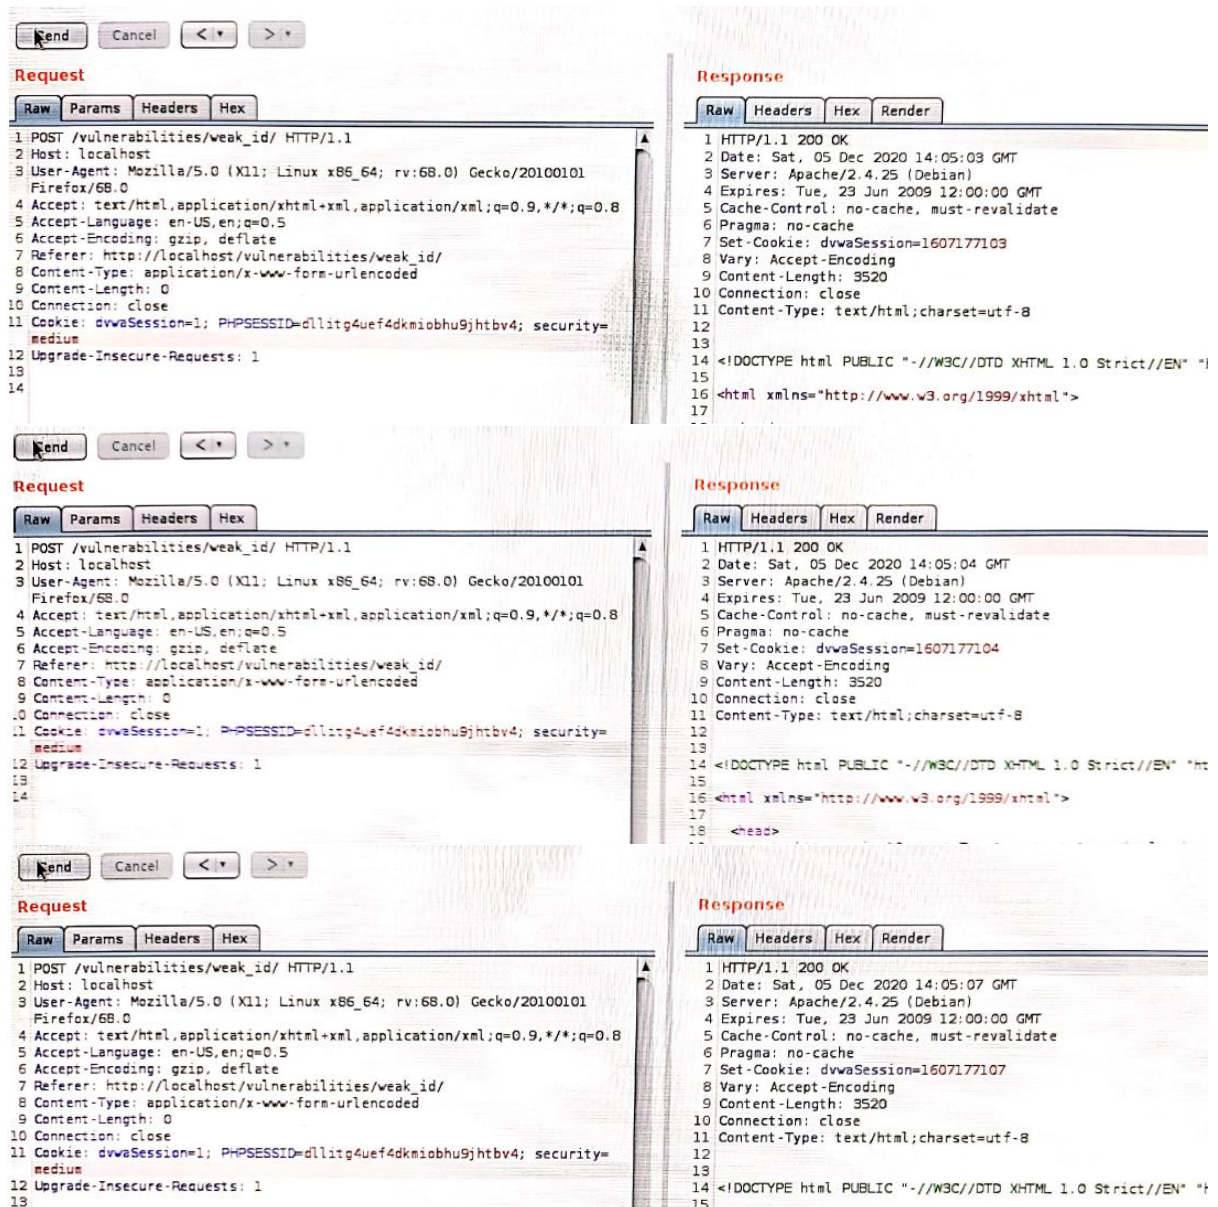 Send Cancel < >
Request
Raw Params Headers Hex
1 POST /vulnerabilities/weak_id/ HTTP/1.1
2 Host: localhost
3 User-Agent: Mozilla/5.0 (X11; Linux x86_64; rv:68.0) Gecko/20100101
Firefox/68.0
4 Accept: text/html,application/xhtml+xml,application/xml;q=0.9,*/*;q=0.8
5 Accept-Language: en-US,en;q=0.5
6 Accept-Encoding: gzip, deflate
7 Referer: http://localhost/vulnerabilities/weak_id/
8 Content-Type: application/x-www-form-urlencoded
9 Content-Length: 0
10 Connection: close
11 Cookie: dvwaSession=1; PHPSESSID=dllitg4uef4dkmiobhu9jhtbv4; security=
medium
12 Upgrade-Insecure-Requests: 1
13
14
Response
Raw Headers Hex Render
1 HTTP/1.1 200 OK
2 Date: Sat, 05 Dec 2020 14:05:03 GMT
3 Server: Apache/2.4.25 (Debian)
4 Expires: Tue, 23 Jun 2009 12:00:00 GMT
5 Cache-Control: no-cache, must-revalidate
6 Pragma: no-cache
7 Set-Cookie: dvwaSession=1607177103
8 Vary: Accept-Encoding
9 Content-Length: 3520
10 Connection: close
11 Content-Type: text/html;charset=utf-8
12
13
14 <!DOCTYPE html PUBLIC "-//W3C//DTD XHTML 1.0 Strict//EN" "h
15
16 <html xmlns="http://www.w3.org/1999/xhtml">
17
Send Cancel < >
Request
Raw Params Headers Hex
1 POST /vulnerabilities/weak_id/ HTTP/1.1
2 Host: localhost
3 User-Agent: Mozilla/5.0 (X11; Linux x86_64; rv:68.0) Gecko/20100101
Firefox/68.0
4 Accept: text/html,application/xhtml+xml,application/xml;q=0.9,*/*;q=0.8
5 Accept-Language: en-US,en;q=0.5
6 Accept-Encoding: gzip, deflate
7 Referer: http://localhost/vulnerabilities/weak_id/
8 Content-Type: application/x-www-form-urlencoded
9 Content-Length: 0
10 Connection: close
11 Cookie: dvwaSession=1; PHPSESSID=dllitg4uef4dkmiobhu9jhtbv4; security=
medium
12 Upgrade-Insecure-Requests: 1
13
14
Response
Raw Headers Hex Render
1 HTTP/1.1 200 OK
2 Date: Sat, 05 Dec 2020 14:05:04 GMT
3 Server: Apache/2.4.25 (Debian)
4 Expires: Tue, 23 Jun 2009 12:00:00 GMT
5 Cache-Control: no-cache, must-revalidate
6 Pragma: no-cache
7 Set-Cookie: dvwaSession=1607177104
8 Vary: Accept-Encoding
9 Content-Length: 3520
10 Connection: close
11 Content-Type: text/html;charset=utf-8
12
13
14 <!DOCTYPE html PUBLIC "-//W3C//DTD XHTML 1.0 Strict//EN" "ht
15
16 <html xmlns="http://www.w3.org/1999/xhtml">
17
18 <head>
Send Cancel < >
Request
Raw Params Headers Hex
1 POST /vulnerabilities/weak_id/ HTTP/1.1
2 Host: localhost
3 User-Agent: Mozilla/5.0 (X11; Linux x86_64; rv:68.0) Gecko/20100101
Firefox/68.0
4 Accept: text/html,application/xhtml+xml,application/xml;q=0.9,*/*;q=0.8
5 Accept-Language: en-US,en;q=0.5
6 Accept-Encoding: gzip, deflate
7 Referer: http://localhost/vulnerabilities/weak_id/
8 Content-Type: application/x-www-form-urlencoded
9 Content-Length: 0
10 Connection: close
11 Cookie: dvwaSession=1; PHPSESSID=dllitg4uef4dkmiobhu9jhtbv4; security=
medium
12 Upgrade-Insecure-Requests: 1
13
Response
Raw Headers Hex Render
1 HTTP/1.1 200 OK
2 Date: Sat, 05 Dec 2020 14:05:07 GMT
3 Server: Apache/2.4.25 (Debian)
4 Expires: Tue, 23 Jun 2009 12:00:00 GMT
5 Cache-Control: no-cache, must-revalidate
6 Pragma: no-cache
7 Set-Cookie: dvwaSession=1607177107
8 Vary: Accept-Encoding
9 Content-Length: 3520
10 Connection: close
11 Content-Type: text/html;charset=utf-8
12
13
14 <!DOCTYPE html PUBLIC "-//W3C//DTD XHTML 1.0 Strict//EN" "h
15